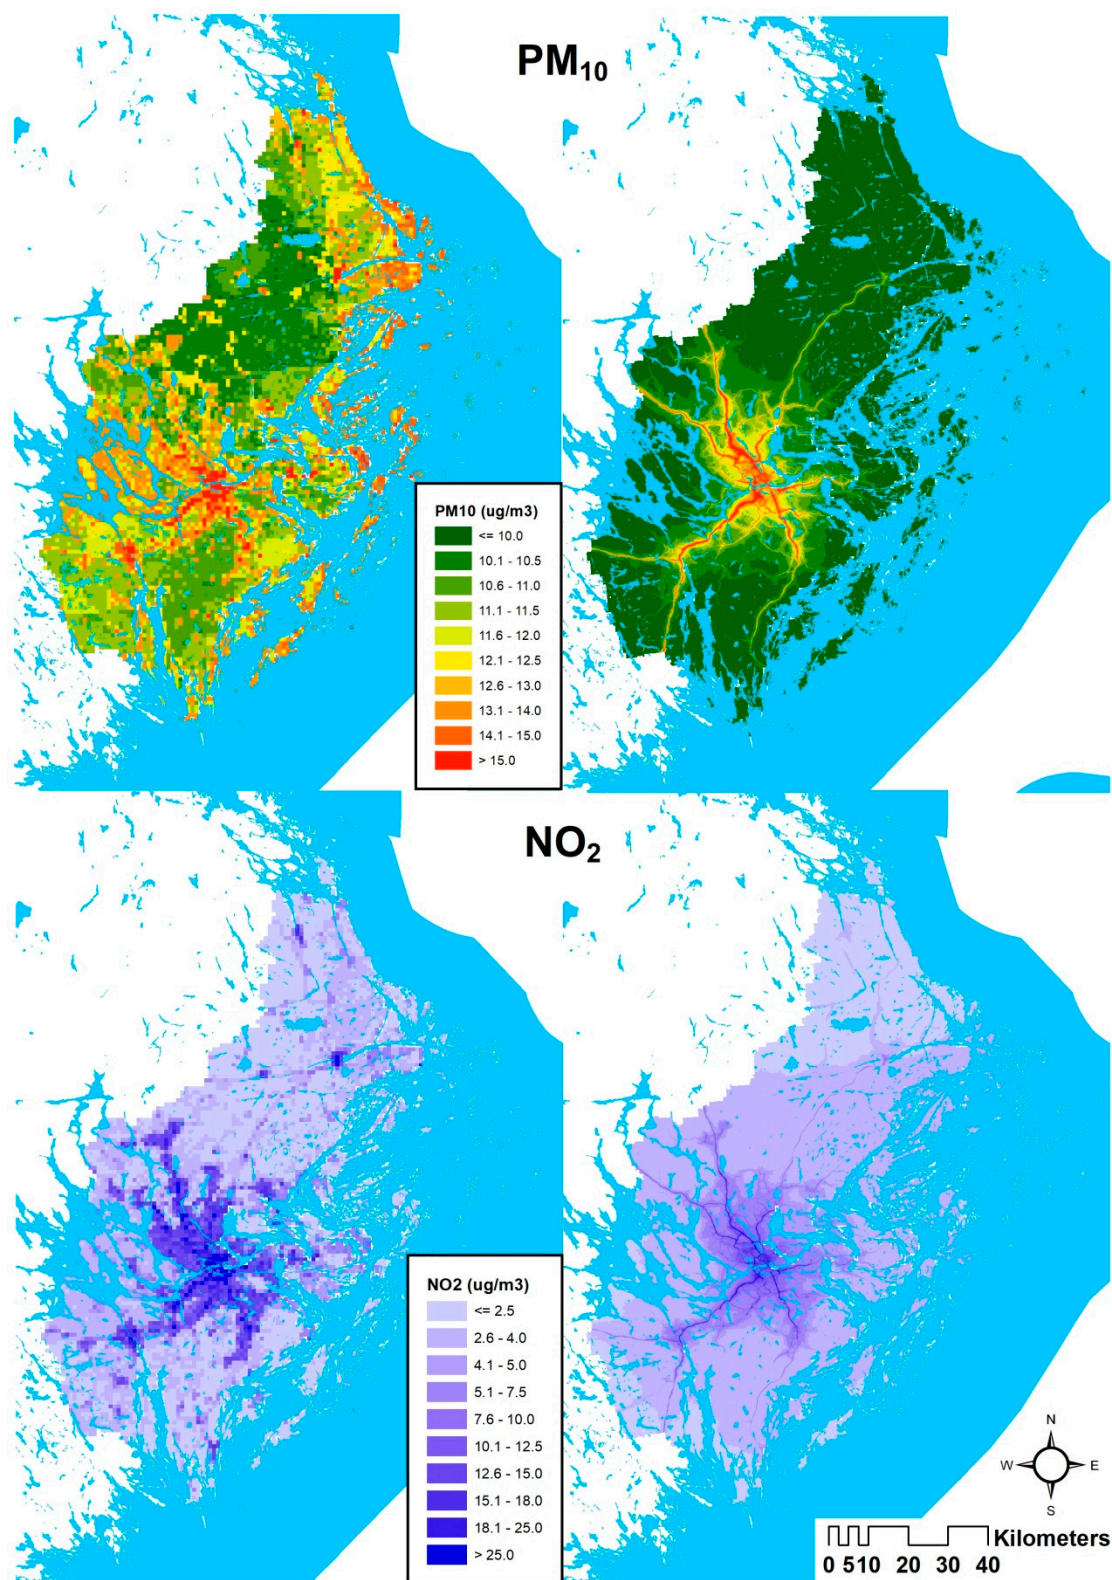 PM10
PM10 (ug/m3)
<= 10.0
10.1 - 10.5
10.6 - 11.0
11.1 - 11.5
11.6 - 12.0
12.1 - 12.5
12.6 - 13.0
13.1 - 14.0
14.1 - 15.0
> 15.0
NO2
NO2 (ug/m3)
<= 2.5
2.6 - 4.0
4.1 - 5.0
5.1 - 7.5
7.6 - 10.0
10.1 - 12.5
12.6 - 15.0
15.1 - 18.0
18.1 - 25.0
> 25.0
N
W E
S
Kilometers
0 5 10 20 30 40